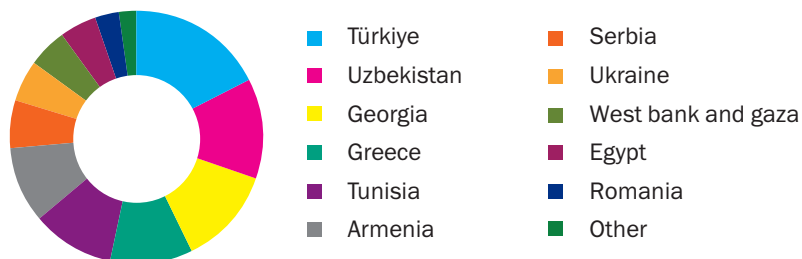 Türkiye
Uzbekistan
Georgia
Greece
Tunisia
Armenia
Serbia
Ukraine
West bank and gaza
Egypt
Romania
Other